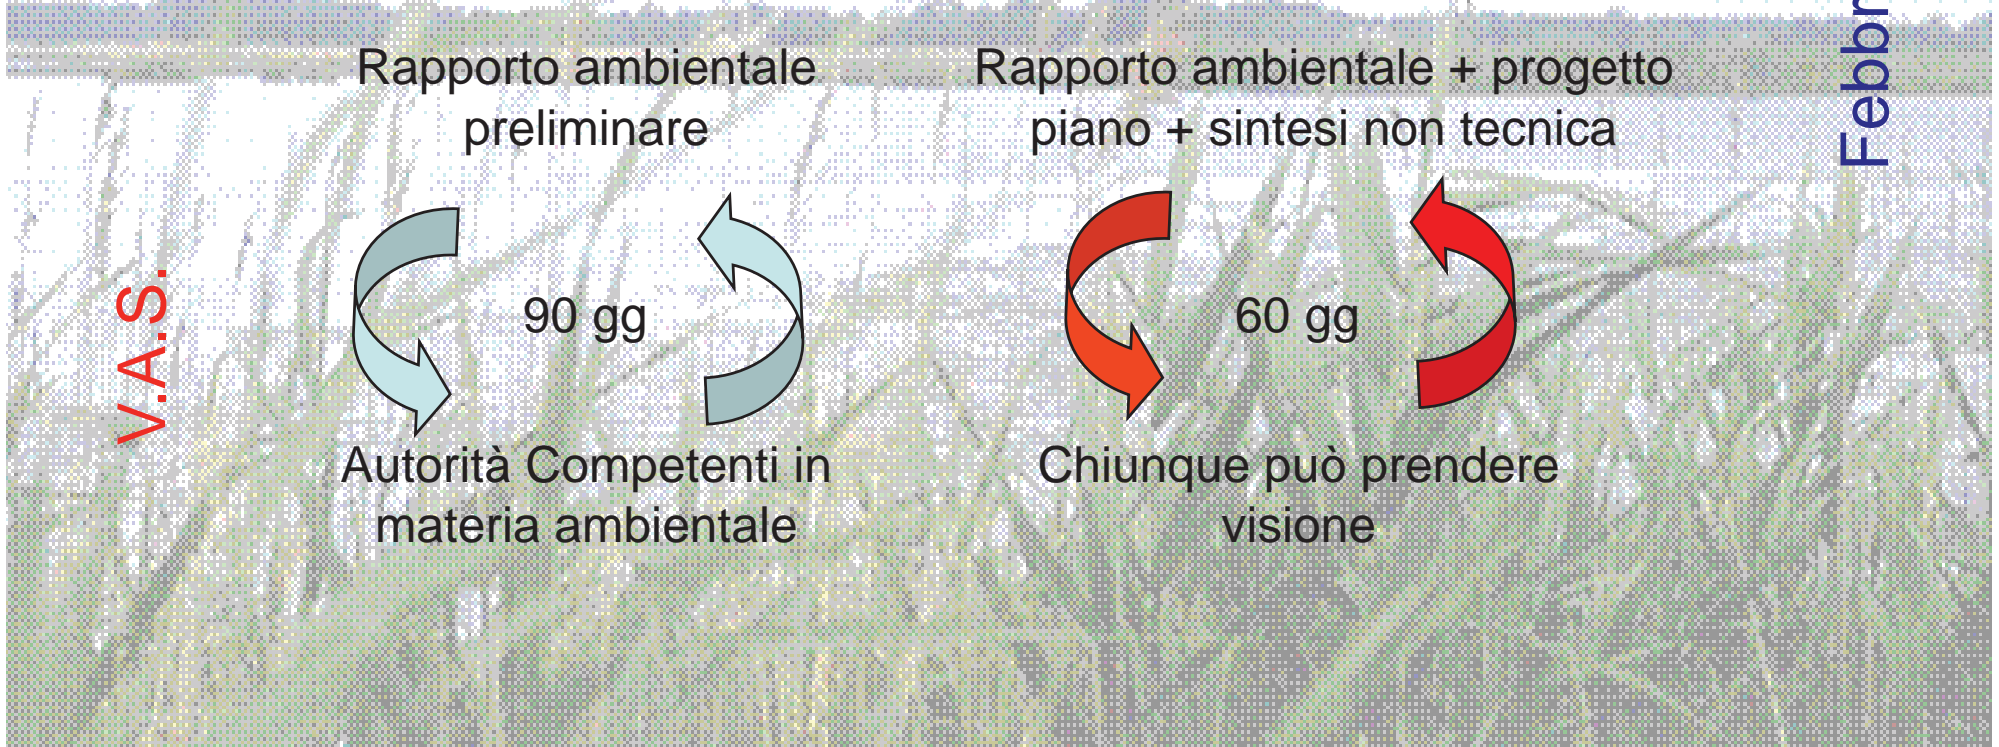 Rapporto ambientale
preliminare
90 gg
Autorità Competenti in
materia ambientale
Rapporto ambientale + progetto
piano + sintesi non tecnica
60 gg
Chiunque può prendere
visione
V.A.S.